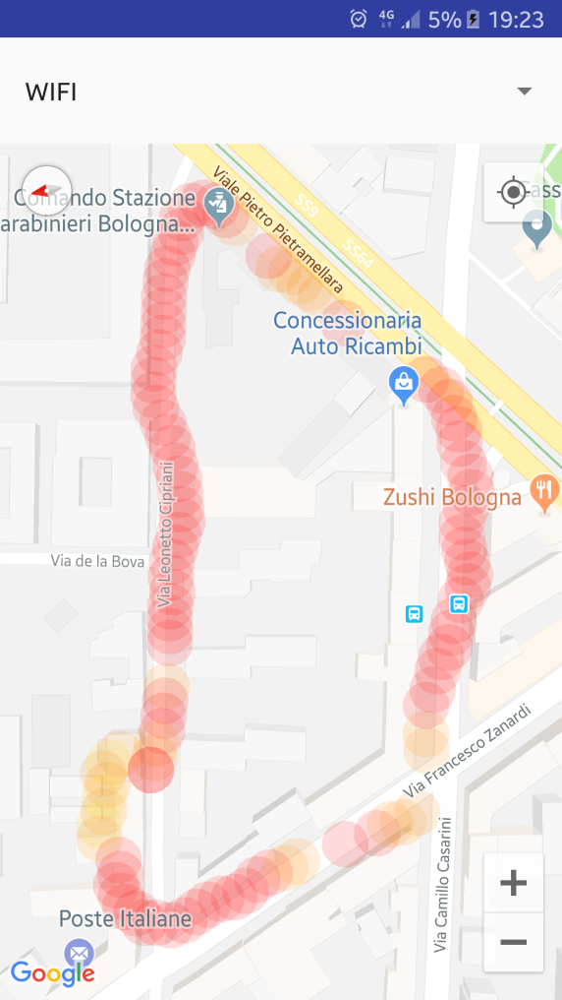 4G 5% 19:23
WIFI
Comando Stazione
arabinieri Bologna...
Viale Pietro Pietramellara
SS9
SS64
Concessionaria
Auto Ricambi
Zushi Bologna
Via Leonetto Cipriani
Via de la Bova
Via Francesco Zanardi
Via Camillo Casarini
Poste Italiane
Google